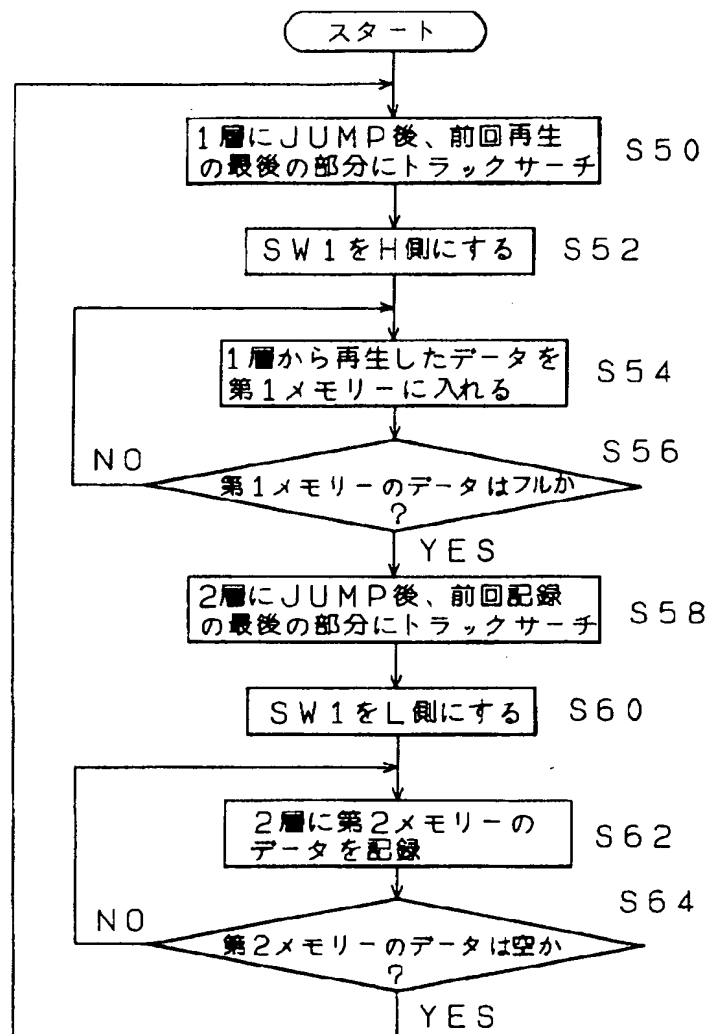 スタート
1層にJUMP後、前回再生
の最後の部分にトラックサーチ
S50
SW1をH側にする
S52
1層から再生したデータを
第1メモリーに入れる
S54
S56
NO
第1メモリーのデータはフルか
?
YES
2層にJUMP後、前回記録
の最後の部分にトラックサーチ
S58
SW1をL側にする
S60
2層に第2メモリーの
データを記録
S62
S64
NO
第2メモリーのデータは空か
?
YES